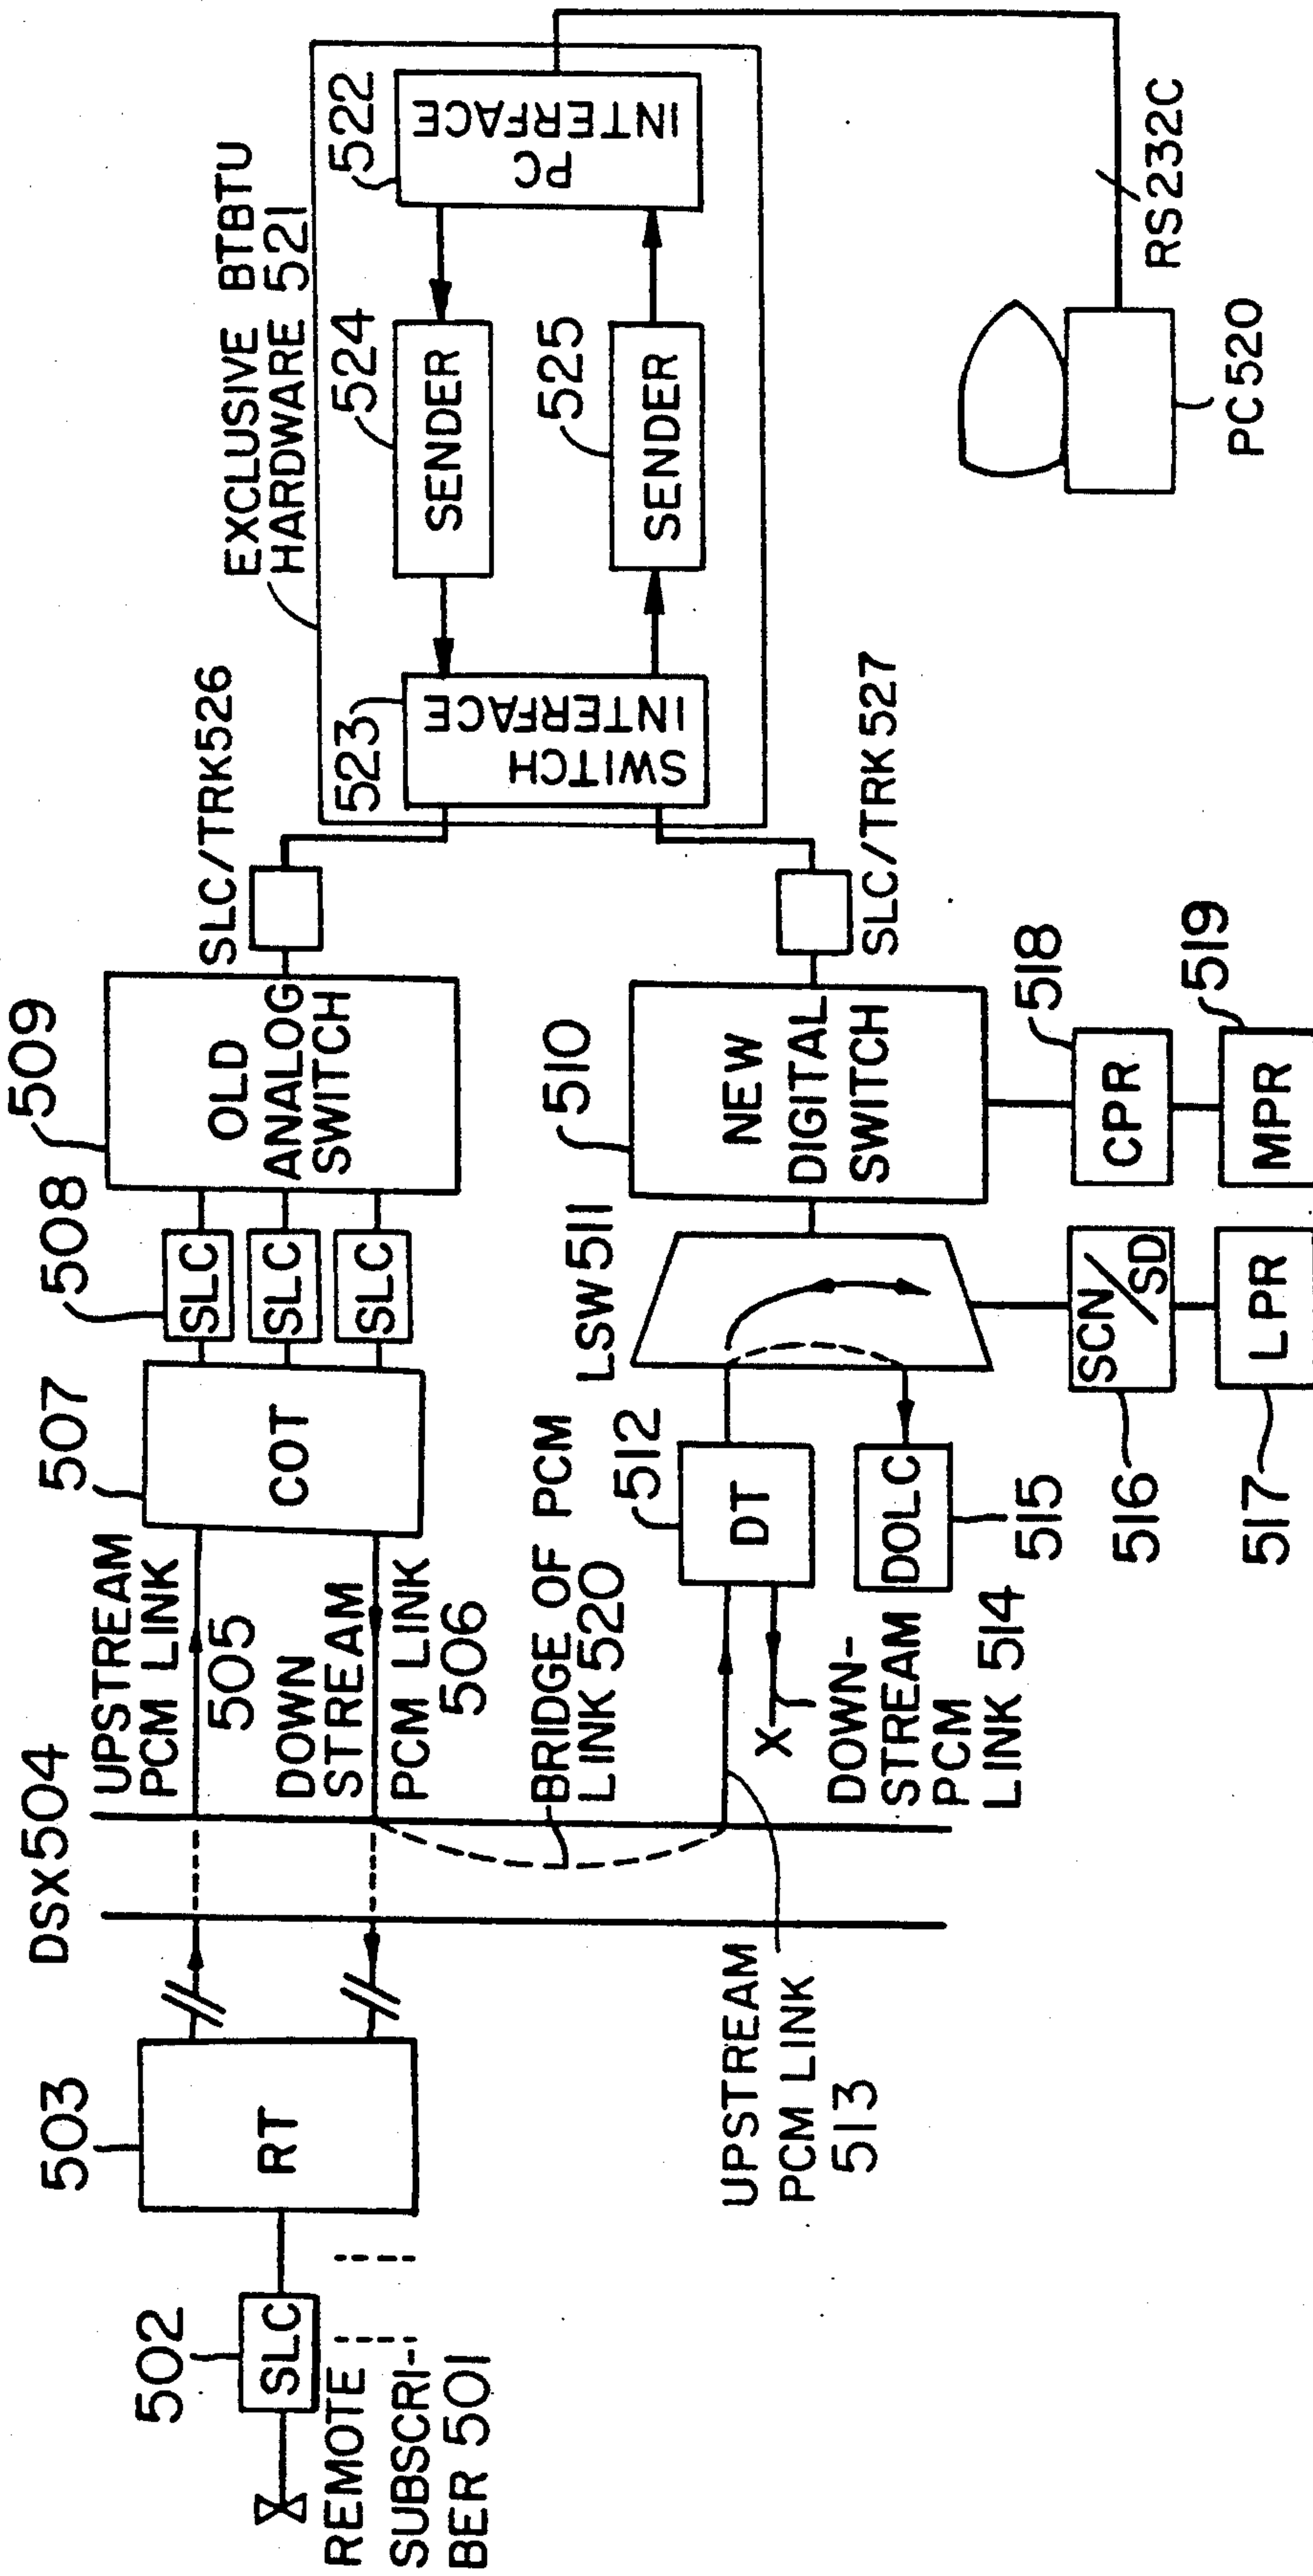 REMOTE
SUBSCRI-
BER 501
502
SLC
503
RT
DSX504
UPSTREAM
PCM LINK
505
DOWN
STREAM
PCM LINK
506
507
COT
508
SLC
SLC
SLC
509
OLD
ANALOG
SWITCH
SLC/TRK526
EXCLUSIVE BTBTU
HARDWARE 521
523
SWITCH
INTERFACE
524
SENDER
525
SENDER
522
PC
INTERFACE
BRIDGE OF PCM
LINK 520
UPSTREAM
PCM LINK
513
512
DT
X
DOWN-
STREAM
PCM
LINK 514
DOLC
515
LSW511
510
NEW
DIGITAL
SWITCH
SLC/TRK527
SCN/SD
516
LPR
517
CPR
518
MPR
519
RS232C
PC520